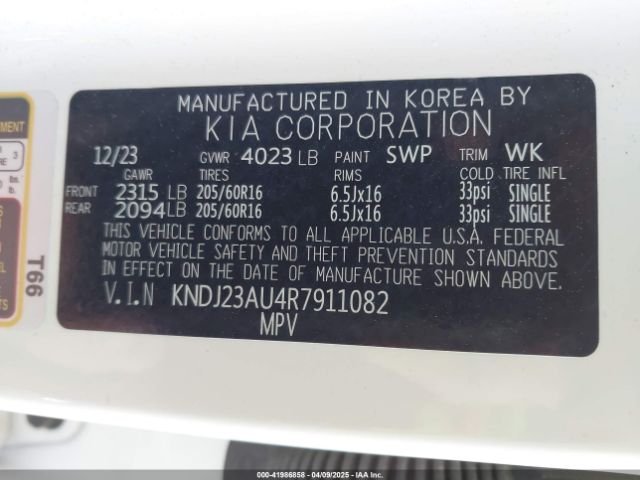 MANUFACTURED IN KOREA BY
KIA CORPORATION
12/23 GVWR 4023 LB PAINT SWP TRIM WK
GAWR TIRES RIMS COLD TIRE INFL
FRONT 2315 LB 205/60R16 6.5Jx16 33psi SINGLE
REAR 2094 LB 205/60R16 6.5Jx16 33psi SINGLE
THIS VEHICLE CONFORMS TO ALL APPLICABLE U.S.A. FEDERAL
MOTOR VEHICLE SAFETY AND THEFT PREVENTION STANDARDS
IN EFFECT ON THE DATE OF MANUFACTURE SHOWN ABOVE.
V.I.N KNDJ23AU4R7911082
MPV
T66
000-41986858 - 04/09/2025 - IAAI Inc.